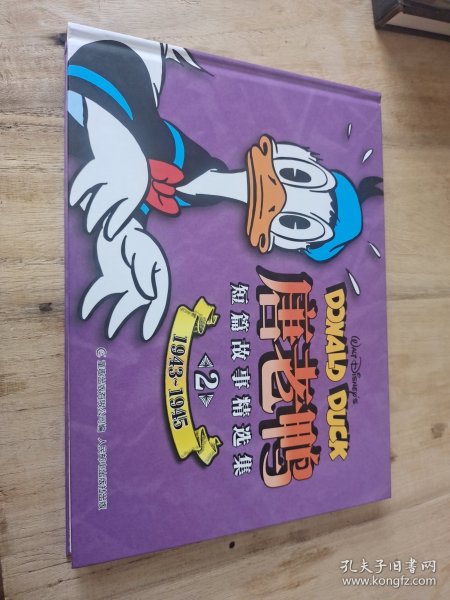 WALT DISNEY'S
DONALD DUCK
唐老鸭
短篇故事精选集
2
1943~1945
孔夫子旧书网
www.kongfz.com